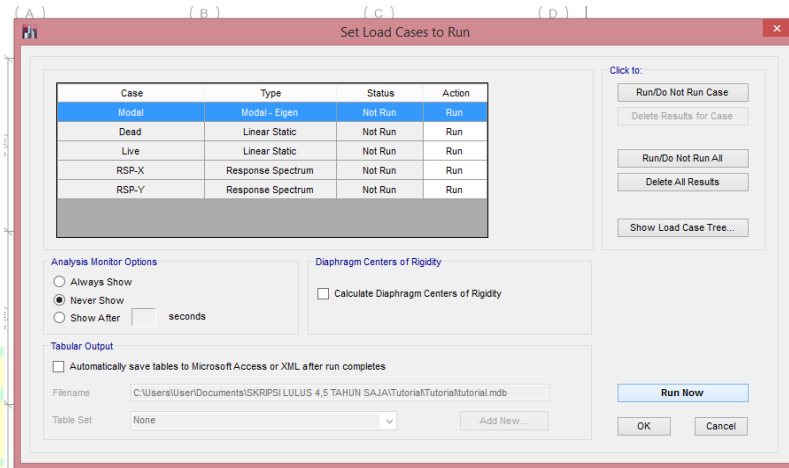 A B C D
Set Load Cases to Run
Case Type Status Action
Modal Modal - Eigen Not Run Run
Dead Linear Static Not Run Run
Live Linear Static Not Run Run
RSP-X Response Spectrum Not Run Run
RSP-Y Response Spectrum Not Run Run
Click to:
Run/Do Not Run Case
Delete Results for Case
Run/Do Not Run All
Delete All Results
Show Load Case Tree...
Analysis Monitor Options
Always Show
Never Show
Show After seconds
Diaphragm Centers of Rigidity
Calculate Diaphragm Centers of Rigidity
Tabular Output
Automatically save tables to Microsoft Access or XML after run completes
Filename C:\Users\User\Documents\SKRIPSI LULUS 4,5 TAHUN SAJA\Tutorial\Tutorial\tutorial.mdb
Table Set None Add New...
Run Now
OK Cancel